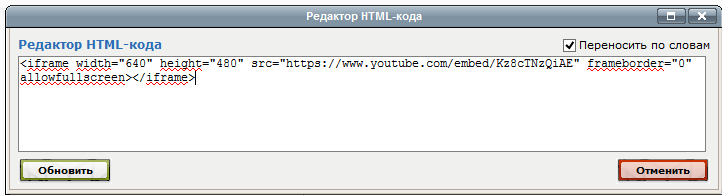 Редактор HTML-кода
Редактор HTML-кода
Переносить по словам
<iframe width="640" height="480" src="https://www.youtube.com/embed/Kz8cTNzQiAE" frameborder="0"
allowfullscreen></iframe>
Обновить
Отменить